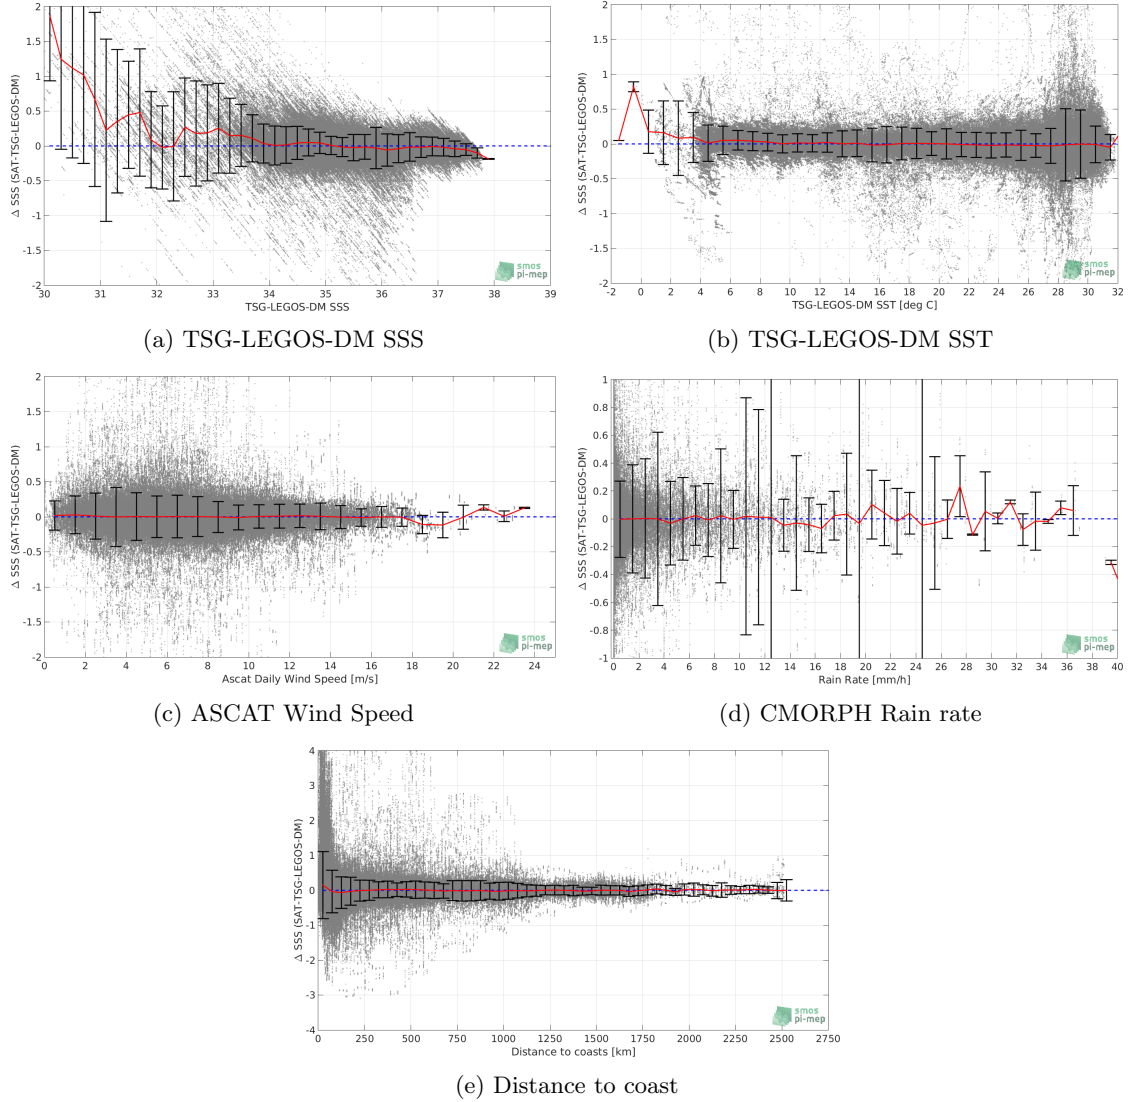 2
1.5
1
0.5
0
-0.5
-1
1.5
2
Δ SSS (SAT-TSG-LEGOS-DM)
30 31 32 33 34 35 36 37 38 39
TSG-LEGOS-DM SSS
smos
pi-mep
(a) TSG-LEGOS-DM SSS
2
1.5
1
0.5
0
-0.5
-1
-1.5
-2
Δ SSS (SAT-TSG-LEGOS-DM)
-2 0 2 4 6 8 10 12 14 16 18 20 22 24 26 28 30 32
TSG-LEGOS-DM SST [deg C]
smos
pi-mep
(b) TSG-LEGOS-DM SST
2
1.5
1
0.5
0
-0.5
-1
-1.5
-2
Δ SSS (SAT-TSG-LEGOS-DM)
0 2 4 6 8 10 12 14 16 18 20 22 24
Ascat Daily Wind Speed [m/s]
smos
pi-mep
(c) ASCAT Wind Speed
1
0.8
0.6
0.4
0.2
0
-0.2
-0.4
-0.6
-0.8
-1
Δ SSS (SAT-TSG-LEGOS-DM)
0 2 4 6 8 10 12 14 16 18 20 22 24 26 28 30 32 34 36 40
Rain Rate [mm/h]
smos
pi-mep
(d) CMORPH Rain rate
4
3
2
1
0
-1
-2
-3
-4
Δ SSS (SAT-TSG-LEGOS-DM)
0 250 500 750 1000 1250 1500 1750 2000 2250 2500 2750
Distance to coasts [km]
smos
pi-mep
(e) Distance to coast